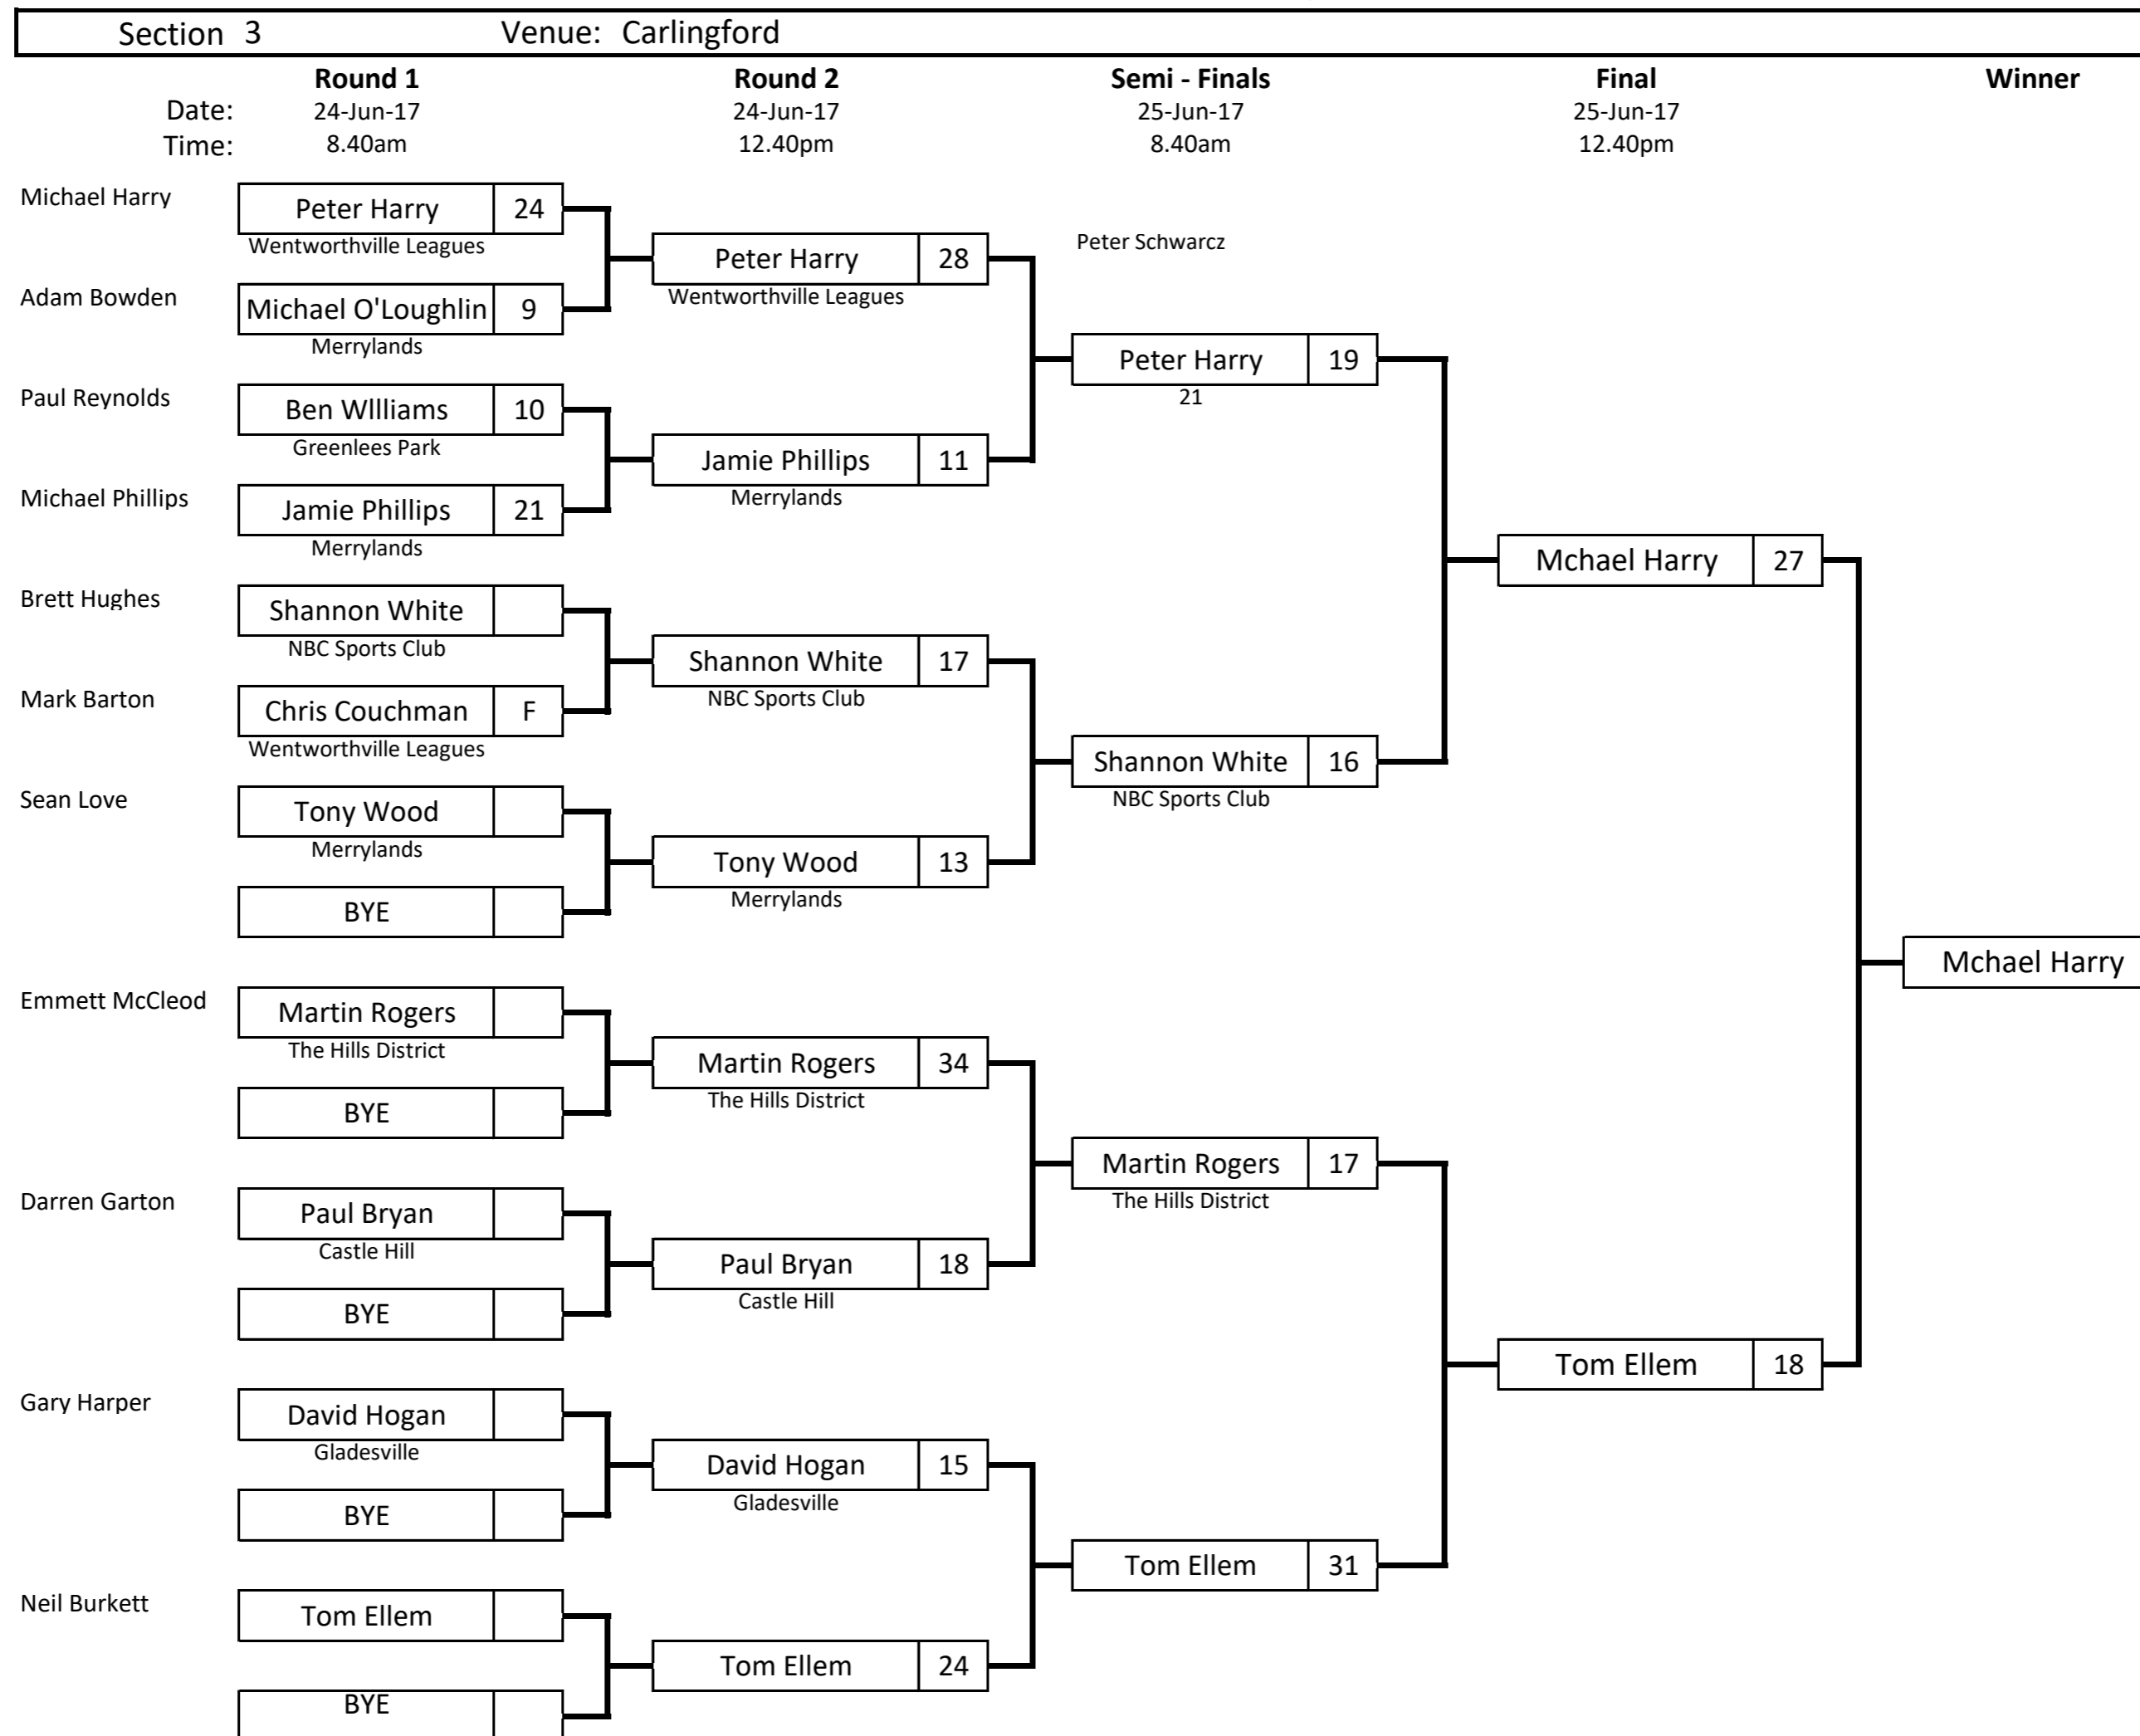 Section 3 Venue: Carlingford
Round 1 Round 2 Semi - Finals Final Winner
Date: 24-Jun-17 24-Jun-17 25-Jun-17 25-Jun-17
Time: 8.40am 12.40pm 8.40am 12.40pm
Michael Harry
Peter Harry 24
Wentworthville Leagues
Peter Harry 28
Wentworthville Leagues
Peter Schwarcz
Adam Bowden
Michael O'Loughlin 9
Merrylands
Peter Harry 19
21
Paul Reynolds
Ben WIlliams 10
Greenlees Park
Jamie Phillips 11
Merrylands
Michael Phillips
Jamie Phillips 21
Merrylands
Mchael Harry 27
Brett Hughes
Shannon White
NBC Sports Club
Shannon White 17
NBC Sports Club
Mark Barton
Chris Couchman F
Wentworthville Leagues
Shannon White 16
NBC Sports Club
Sean Love
Tony Wood
Merrylands
Tony Wood 13
Merrylands
BYE
Mchael Harry
Emmett McCleod
Martin Rogers
The Hills District
Martin Rogers 34
The Hills District
BYE
Martin Rogers 17
The Hills District
Darren Garton
Paul Bryan
Castle Hill
Paul Bryan 18
Castle Hill
BYE
Tom Ellem 18
Gary Harper
David Hogan
Gladesville
David Hogan 15
Gladesville
BYE
Tom Ellem 31
Neil Burkett
Tom Ellem
Tom Ellem 24
BYE